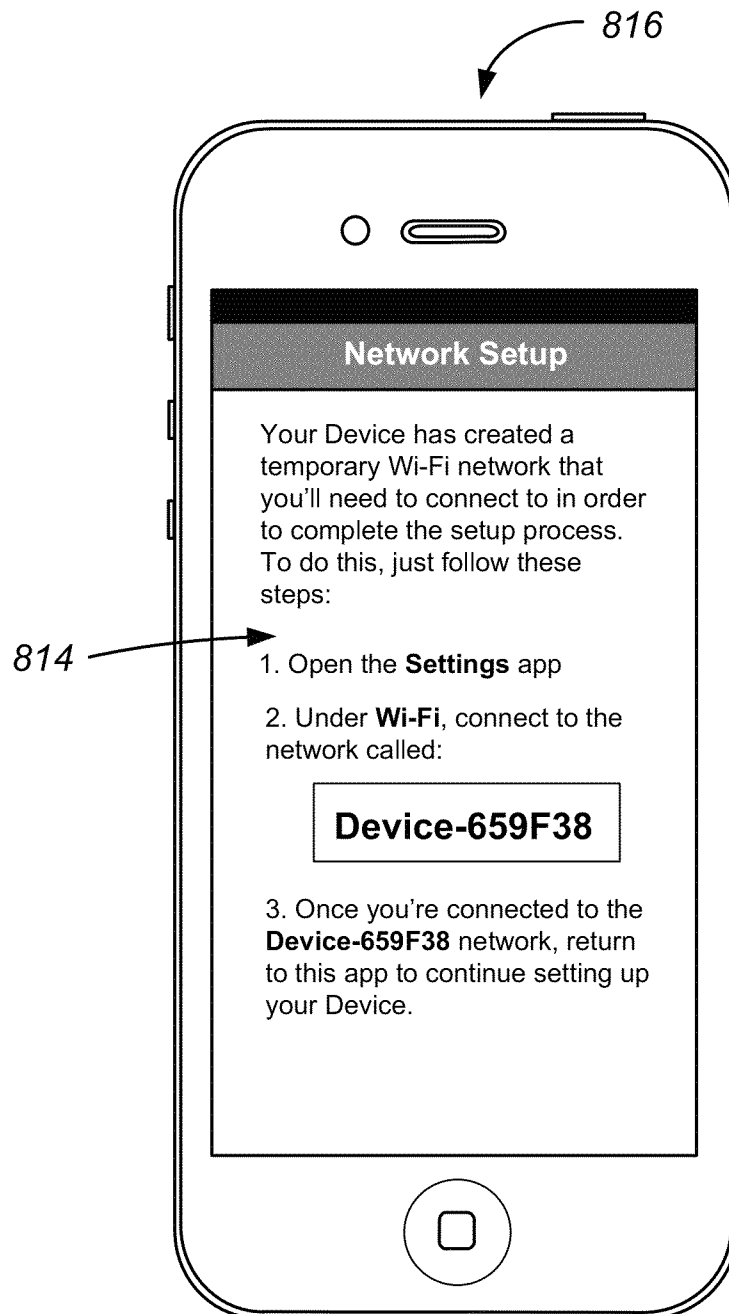 816
Network Setup
Your Device has created a
temporary Wi-Fi network that
you'll need to connect to in order
to complete the setup process.
To do this, just follow these
steps:
814
1. Open the Settings app
2. Under Wi-Fi, connect to the
network called:
Device-659F38
3. Once you're connected to the
Device-659F38 network, return
to this app to continue setting up
your Device.